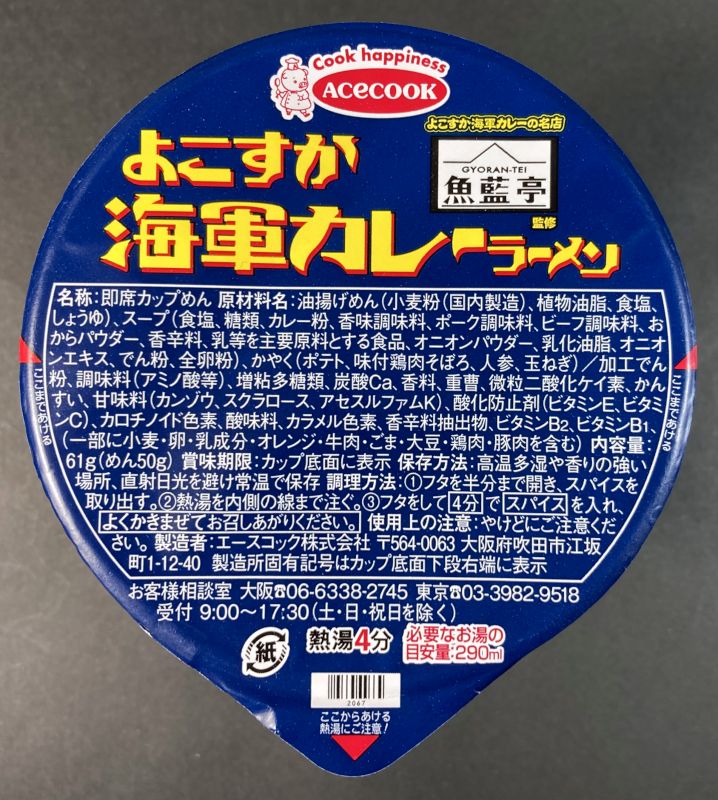 Cook happiness
ACECOOK
よこすか海軍カレーの名店
GYORAN-TEI
魚藍亭
監修
よこすか
海軍カレーラーメン
名称:即席カップめん 原材料名:油揚げめん(小麦粉(国内製造)、植物油脂、食塩、
しょうゆ)、スープ(食塩、糖類、カレー粉、香味調味料、ポーク調味料、ビーフ調味料、お
からパウダー、香辛料、乳等を主要原料とする食品、オニオンパウダー、乳化油脂、オニオ
ンエキス、でん粉、全卵粉)、かやく(ポテト、味付鶏肉そぼろ、人参、玉ねぎ)/加工でん
粉、調味料(アミノ酸等)、増粘多糖類、炭酸Ca、香料、重曹、微粒二酸化ケイ素、かん
すい、甘味料(カンゾウ、スクラロース、アセスルファムK)、酸化防止剤(ビタミンE、ビタミ
ンC)、カロチノイド色素、酸味料、カラメル色素、香辛料抽出物、ビタミンB2、ビタミンB1、
(一部に小麦・卵・乳成分・オレンジ・牛肉・ごま・大豆・鶏肉・豚肉を含む) 内容量:
61g(めん50g) 賞味期限:カップ底面に表示 保存方法:高温多湿や香りの強い
場所、直射日光を避け常温で保存 調理方法:①フタを半分まで開き、スパイスを
取り出す。②熱湯を内側の線まで注ぐ。③フタをして4分でスパイスを入れ、
よくかきまぜてお召しあがりください。 使用上の注意:やけどにご注意くだ
さい。 製造者:エースコック株式会社 〒564-0063 大阪府吹田市江坂
町1-12-40 製造所固有記号はカップ底面下段右端に表示
お客様相談室 大阪☎06-6338-2745 東京☎03-3982-9518
受付 9:00〜17:30(土・日・祝日を除く)
ここまであける
ここまであける
紙
熱湯4分
必要なお湯の
目安量:290ml
2067
ここからあける
熱湯にご注意!